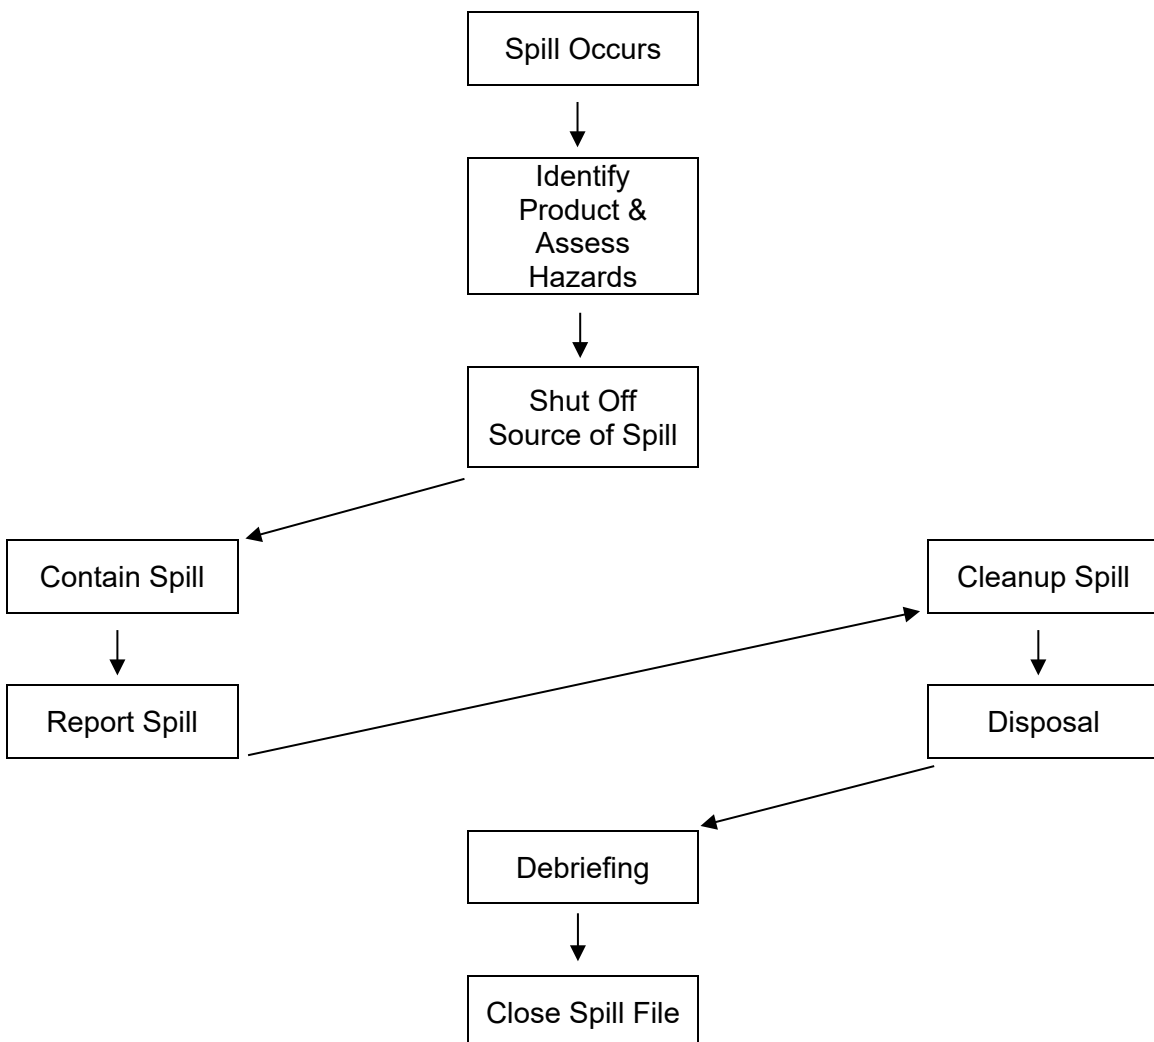 Spill Occurs
Identify
Product &
Assess
Hazards
Shut Off
Source of Spill
Contain Spill
Report Spill
Cleanup Spill
Disposal
Debriefing
Close Spill File